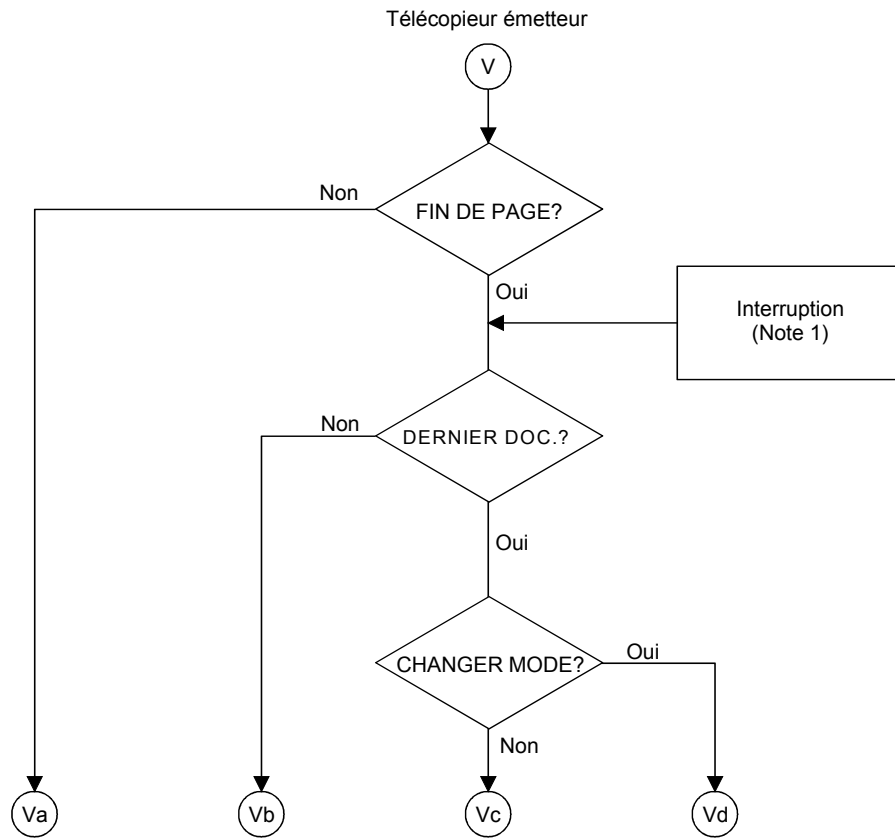 Télécopieur émetteur
V
Non
FIN DE PAGE?
Oui
Interruption
(Note 1)
Non
DERNIER DOC.?
Oui
CHANGER MODE?
Oui
Non
Va
Vb
Vc
Vd